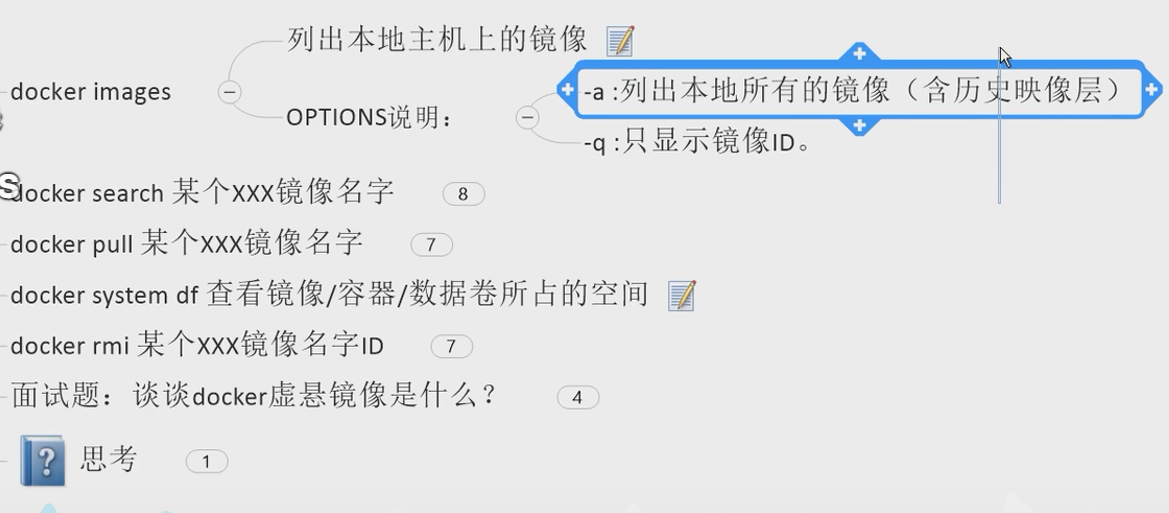 列出本地主机上的镜像
docker images
-a :列出本地所有的镜像（含历史映像层）
OPTIONS说明：
-q :只显示镜像ID。
docker search 某个XXX镜像名字 8
docker pull 某个XXX镜像名字 7
docker system df 查看镜像/容器/数据卷所占的空间
docker rmi 某个XXX镜像名字ID 7
面试题：谈谈docker虚悬镜像是什么？ 4
? 思考 1